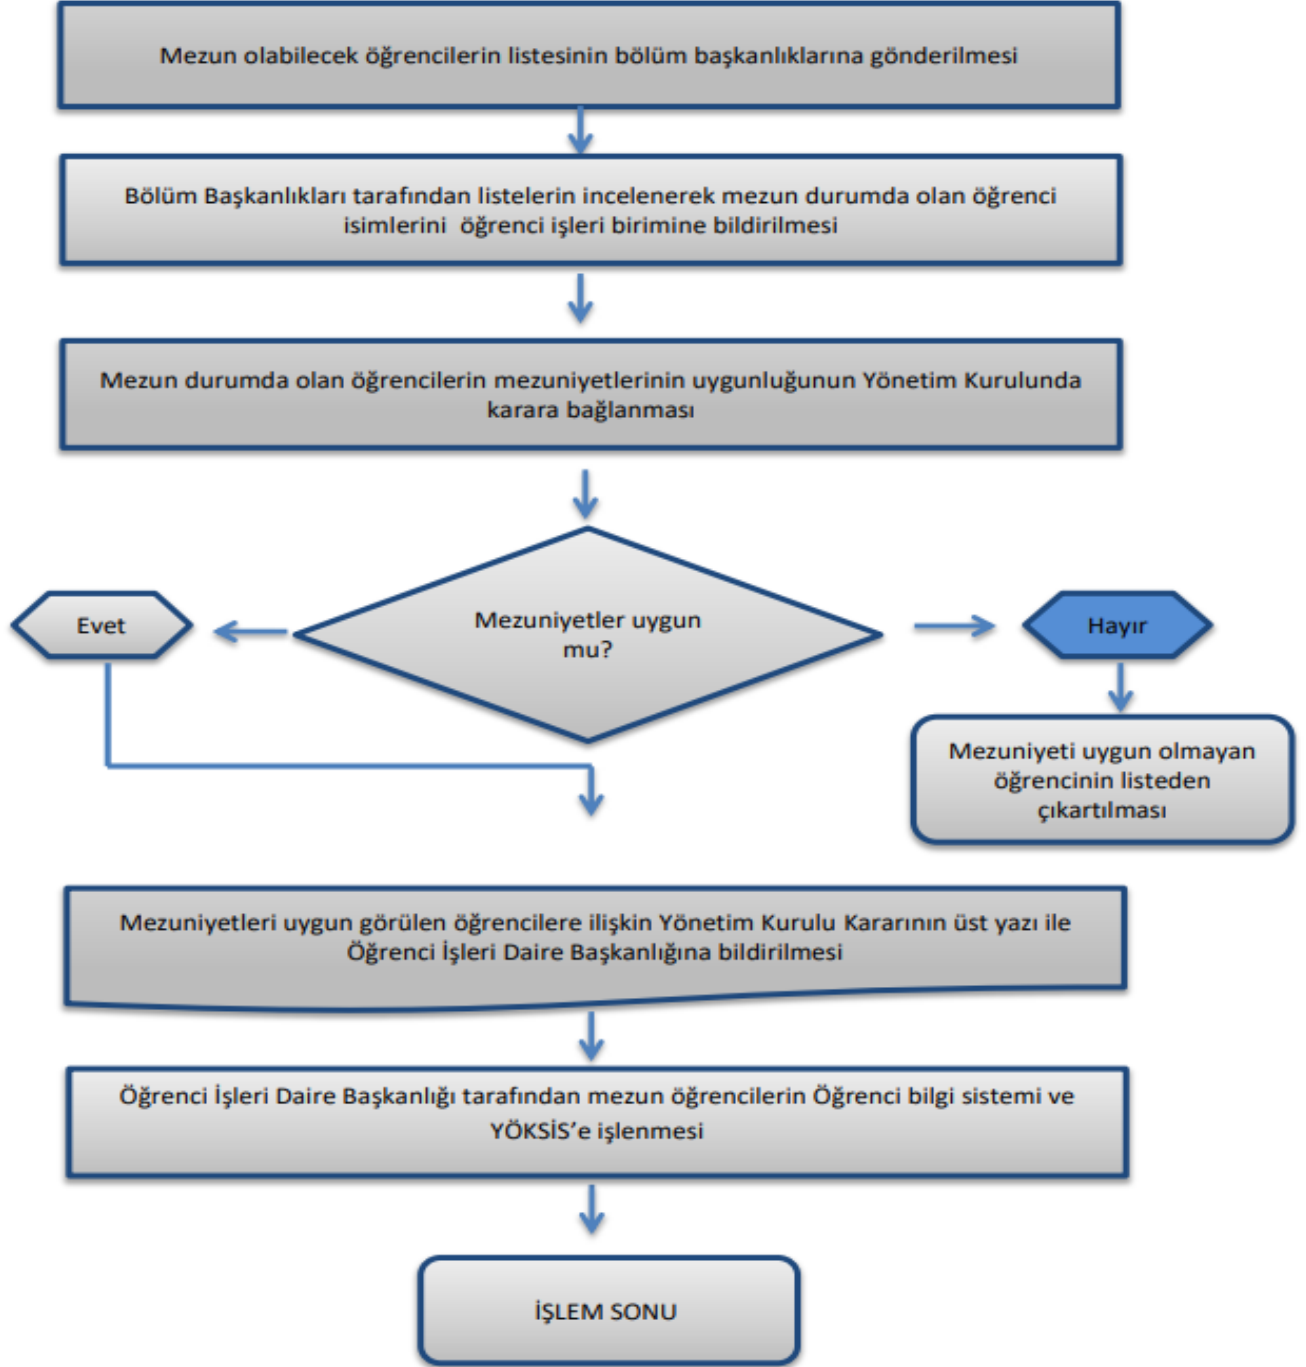 Mezun olabilecek öğrencilerin listesinin bölüm başkanlıklarına gönderilmesi
Bölüm Başkanlıkları tarafından listelerin incelenerek mezun durumda olan öğrenci
isimlerini öğrenci işleri birimine bildirilmesi
Mezun durumda olan öğrencilerin mezuniyetlerinin uygunluğunun Yönetim Kurulunda
karara bağlanması
Mezuniyetler uygun
mu?
Evet
Hayır
Mezuniyeti uygun olmayan
öğrencinin listeden
çıkartılması
Mezuniyetleri uygun görülen öğrencilere ilişkin Yönetim Kurulu Kararının üst yazı ile
Öğrenci İşleri Daire Başkanlığına bildirilmesi
Öğrenci İşleri Daire Başkanlığı tarafından mezun öğrencilerin Öğrenci bilgi sistemi ve
YÖKSİS’e işlenmesi
İŞLEM SONU